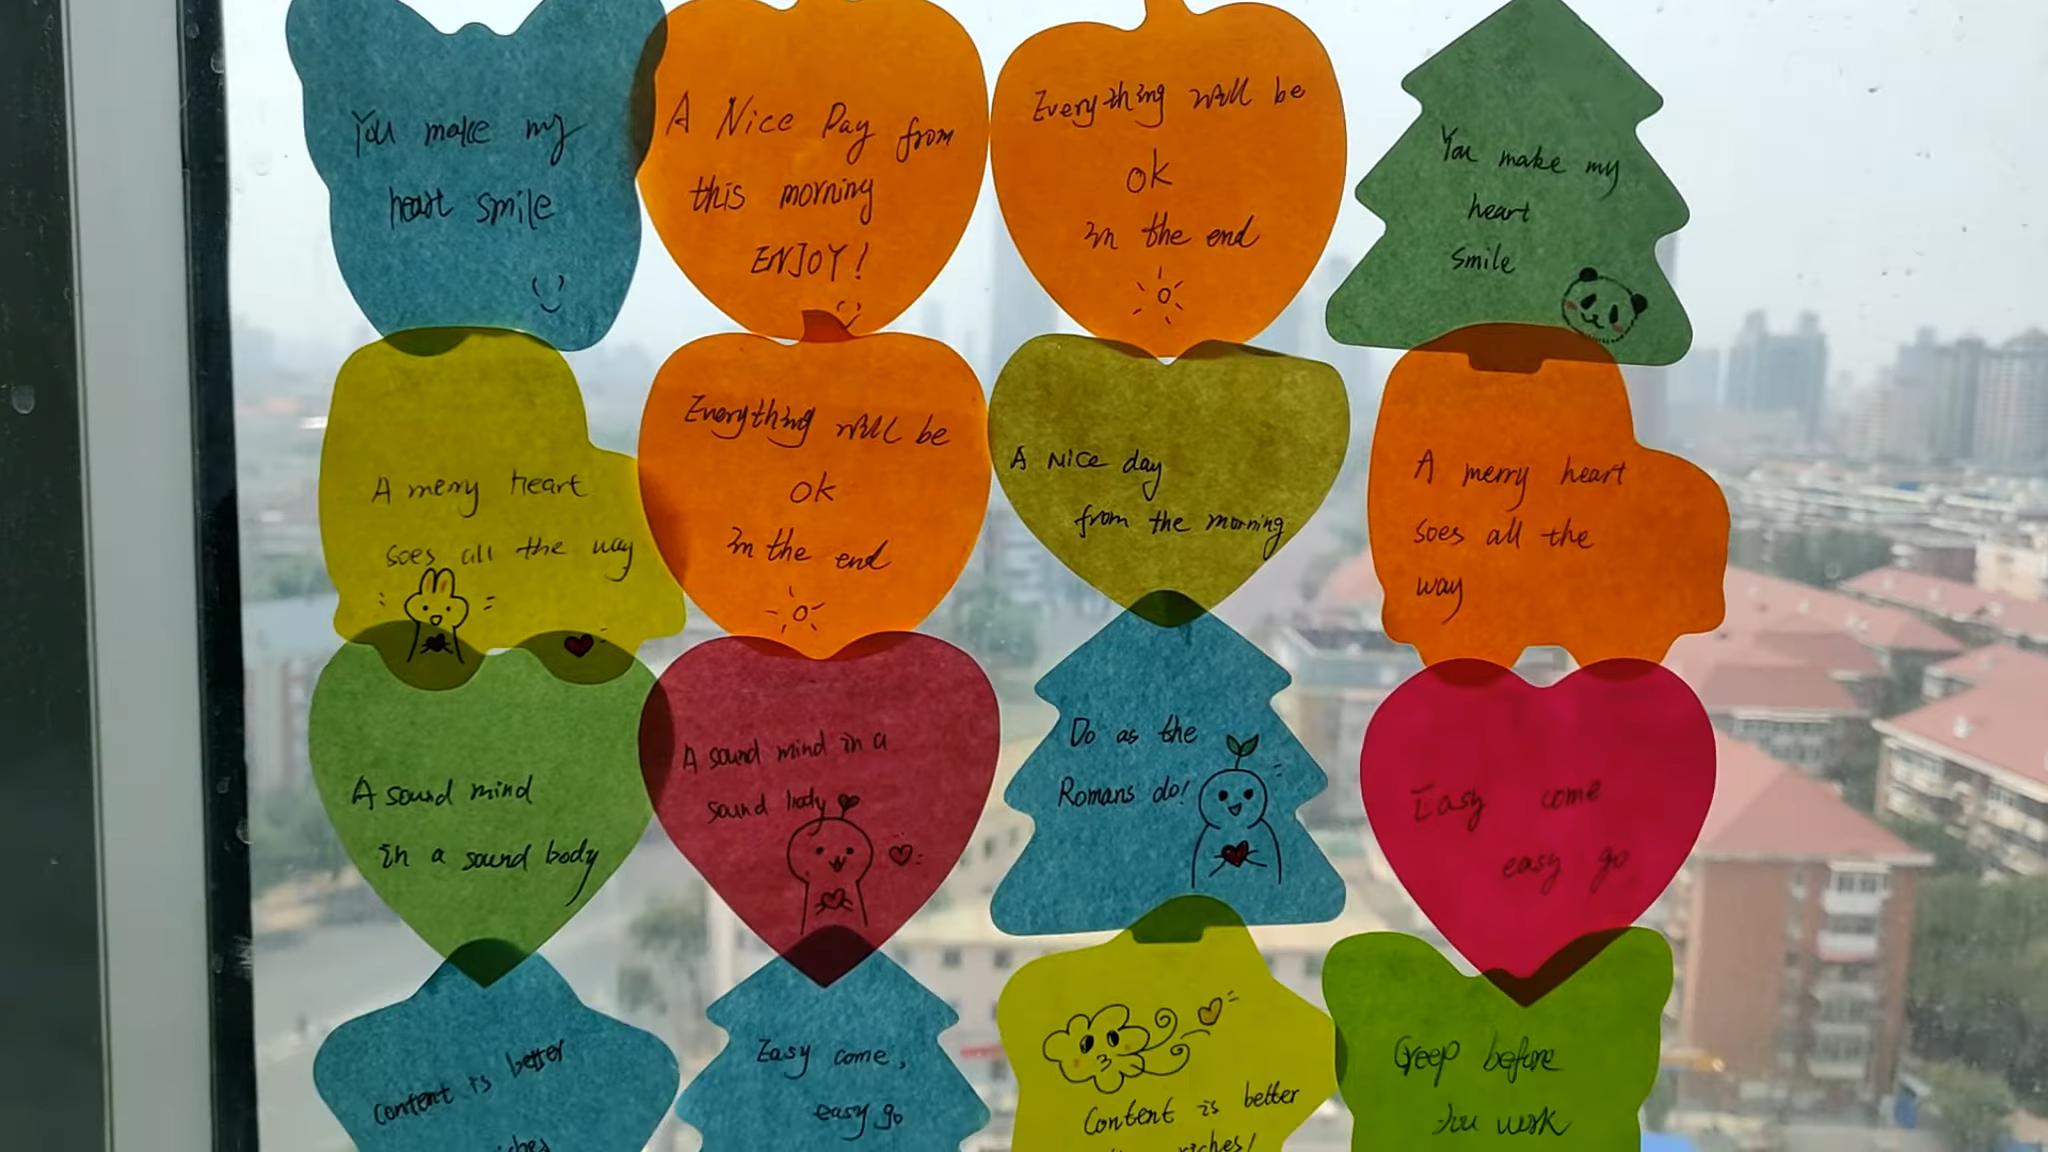 You make my
heart smile
A Nice Day from
this morning
ENJOY!
Everything will be
ok
in the end
You make my
heart
smile
A merry heart
goes all the way
Everything will be
ok
in the end
A Nice day
from the morning
A merry heart
goes all the
way
A sound mind
in a sound body
A sound mind in a
sound body
Do as the
Romans do!
Easy come
easy go
Content is better
riches
Easy come,
easy go
Content is better
riches!
Creep before
you work